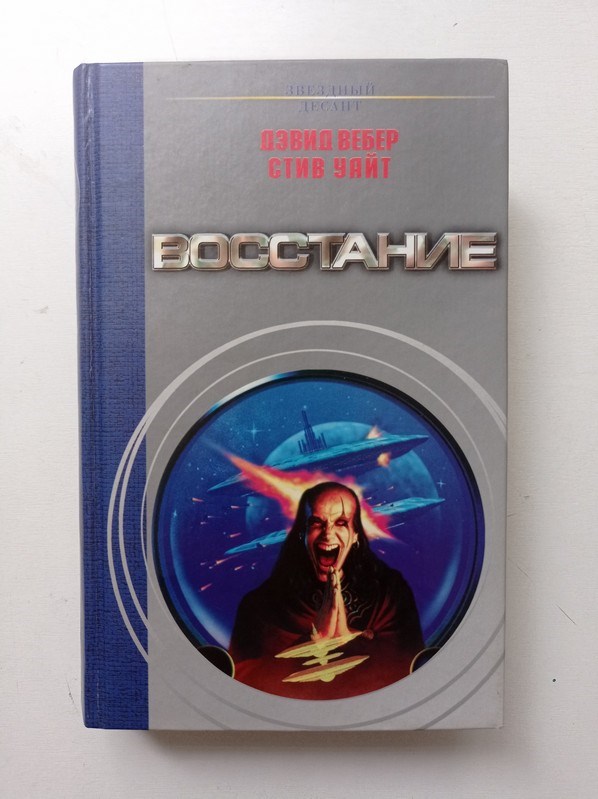 ЗВЕЗДНЫЙ
ДЕСАНТ
ДЭВИД ВЕБЕР
СТИВ УАЙТ
ВОССТАНИЕ